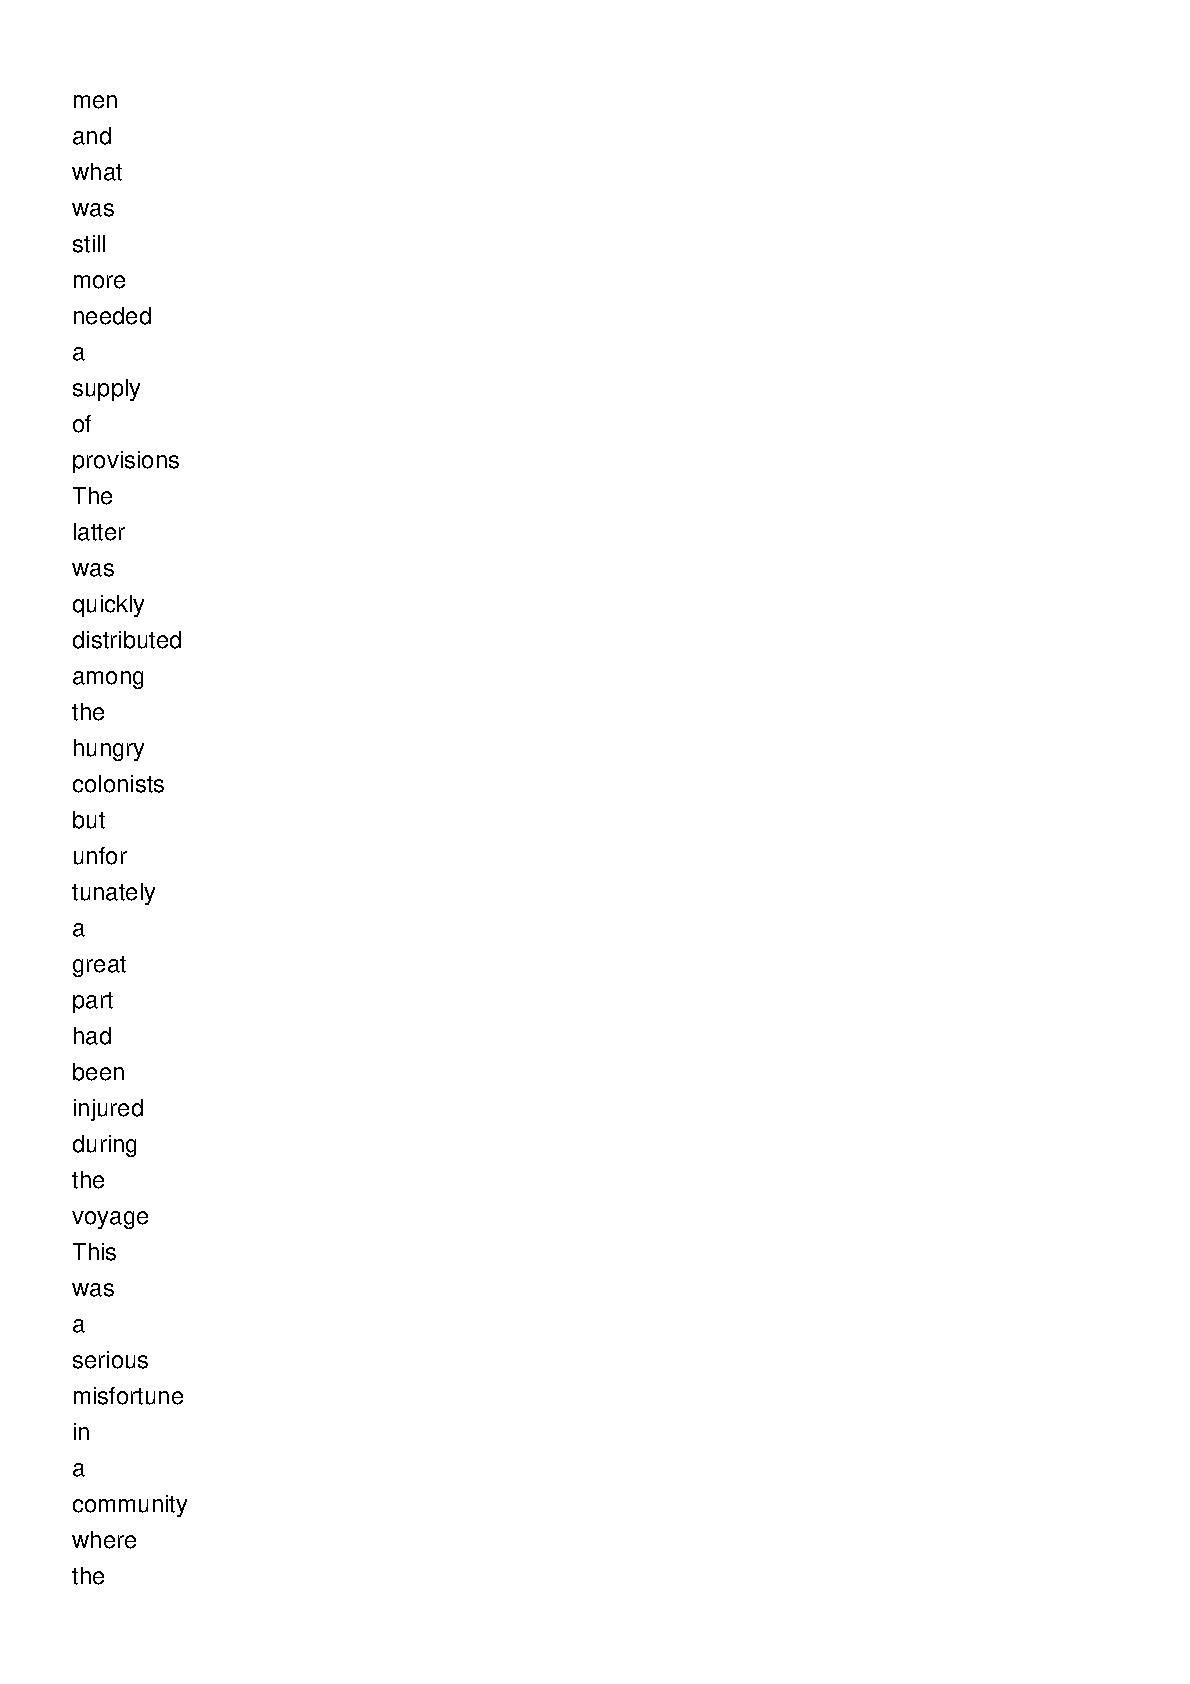 men
and
what
was
still
more
needed
a
supply
of
provisions
The
latter
was
quickly
distributed
among
the
hungry
colonists
but
unfor
tunately
a
great
part
had
been
injured
during
the
voyage
This
was
a
serious
misfortune
in
a
community
where
the